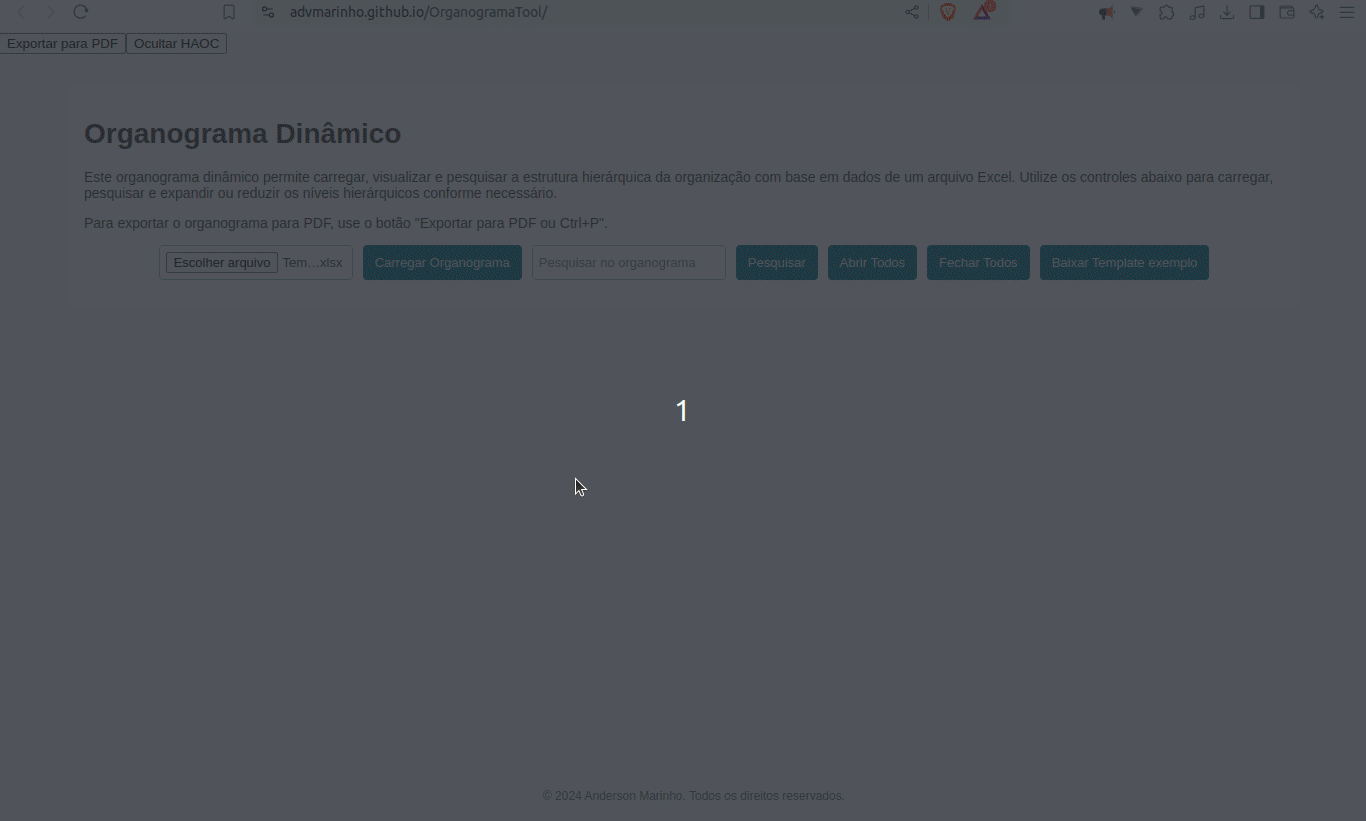 advmarinho.github.io/OrganogramaTool/
Exportar para PDF Ocultar HAOC
Organograma Dinâmico
Este organograma dinâmico permite carregar, visualizar e pesquisar a estrutura hierárquica da organização com base em dados de um arquivo Excel. Utilize os controles abaixo para carregar,
pesquisar e expandir ou reduzir os níveis hierárquicos conforme necessário.
Para exportar o organograma para PDF, use o botão "Exportar para PDF ou Ctrl+P".
Escolher arquivo Tem…xlsx Carregar Organograma Pesquisar no organograma Pesquisar Abrir Todos Fechar Todos Baixar Template exemplo
1
© 2024 Anderson Marinho. Todos os direitos reservados.